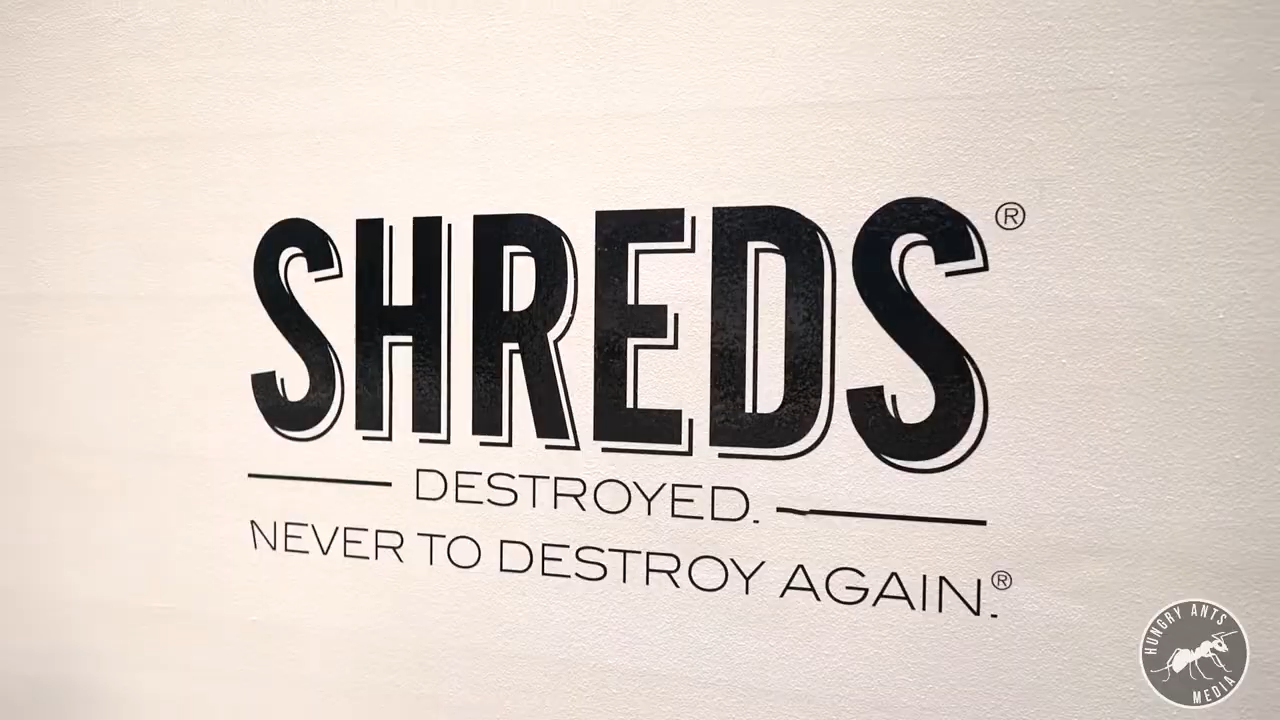 SHREDS®
DESTROYED.
NEVER TO DESTROY AGAIN.®
HUNGRY ANTS
MEDIA